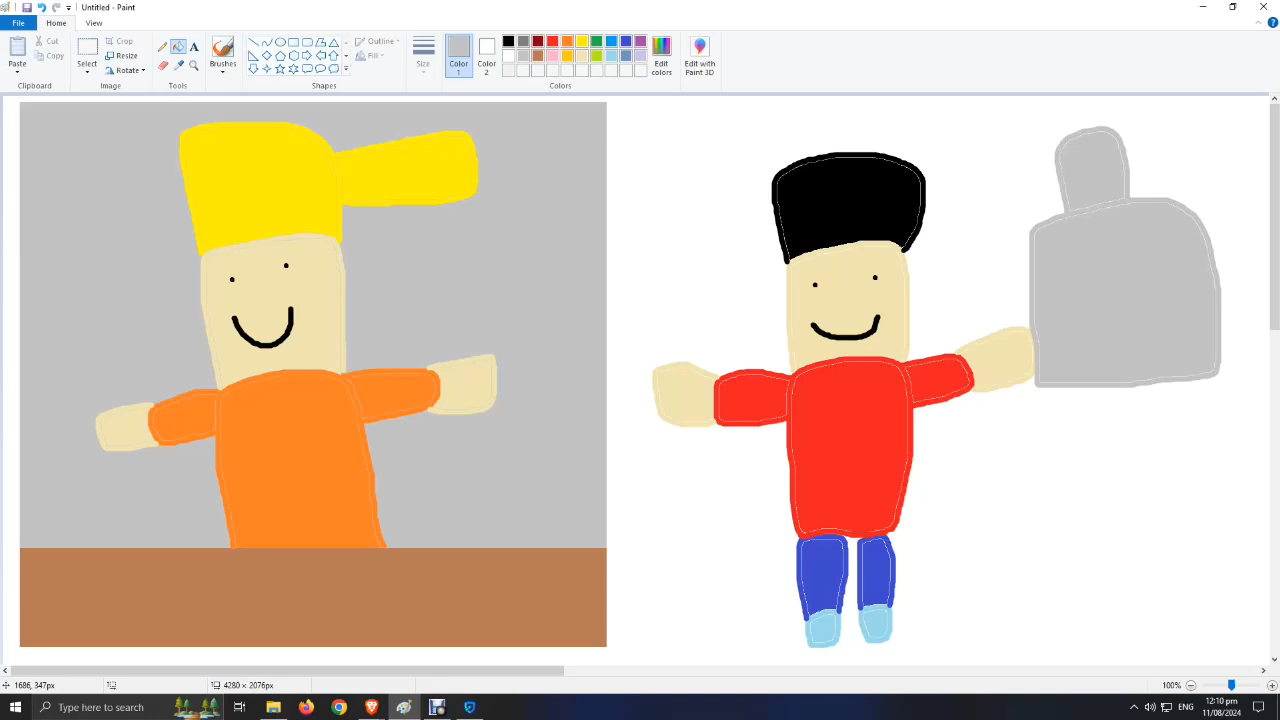 Untitled - Paint
File
Home
View
Paste
Cut
Copy
Clipboard
Select
Crop
Resize
Rotate
Image
A
Tools
Brushes
Outline
Fill
Shapes
Size
Color
1
Color
2
Edit
colors
Colors
Edit with
Paint 3D
1686, 347px
4280 × 2076px
100%
Type here to search
ENG
12:10 pm
11/08/2024